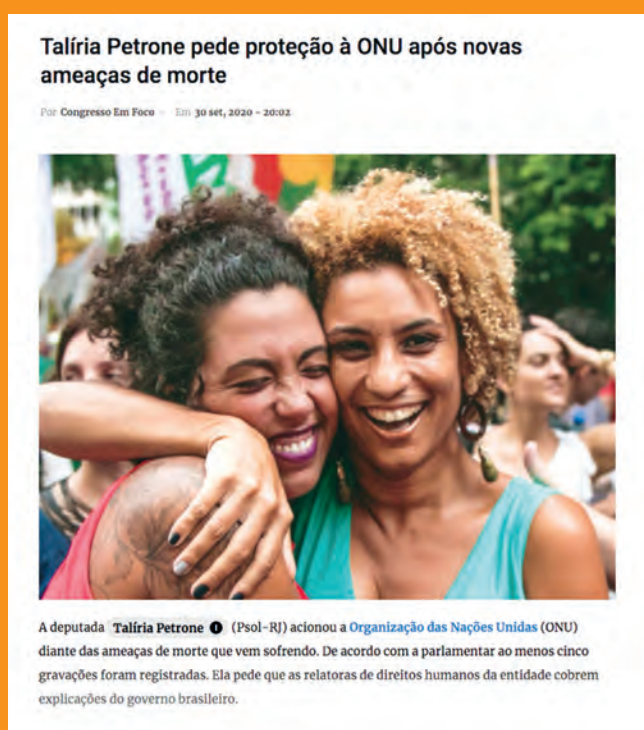 Talíria Petrone pede proteção à ONU após novas
ameaças de morte
Por Congresso Em Foco - Em 30 set, 2020 - 20:02
A deputada Talíria Petrone (Psol-RJ) acionou a Organização das Nações Unidas (ONU)
diante das ameaças de morte que vem sofrendo. De acordo com a parlamentar ao menos cinco
gravações foram registradas. Ela pede que as relatoras de direitos humanos da entidade cobrem
explicações do governo brasileiro.